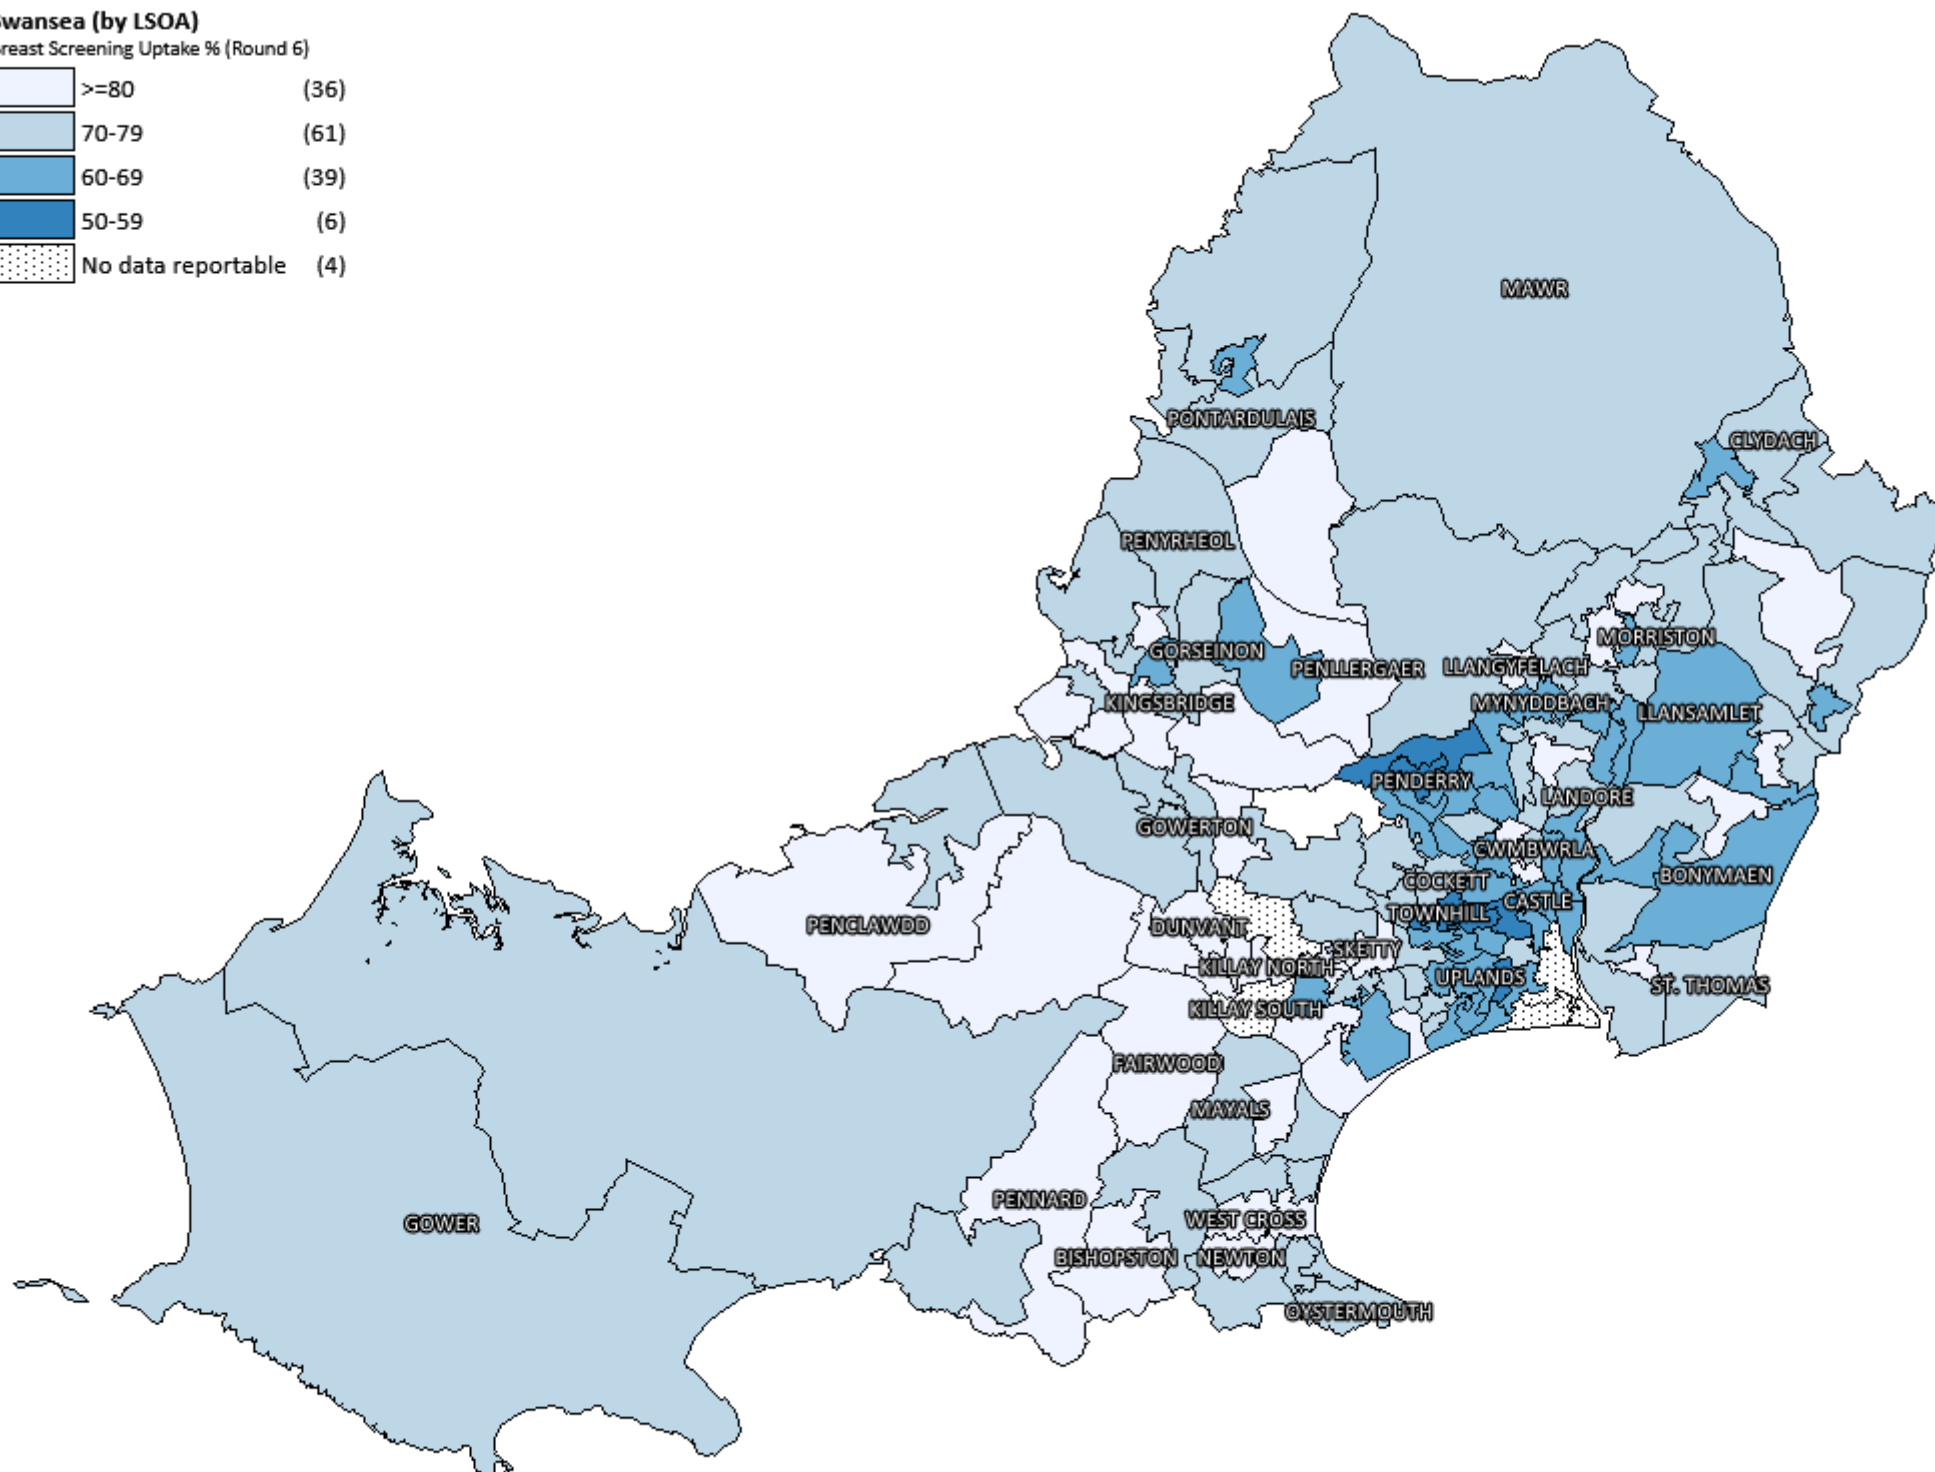 Swansea (by LSOA)
Breast Screening Uptake % (Round 6)
>=80 (36)
70-79 (61)
60-69 (39)
50-59 (6)
No data reportable (4)
MAWR
PONTARDULAIS
CLYDACH
PENYRHEOL
GORSEINON
MORRISTON
PENLLERGAER
LLANGYFELACH
KINGSBRIDGE
MYNYDDBACH
LLANSAMLET
PENDERRY
LANDORE
GOWERTON
CWMBWRLA
COCKETT
BONYMAEN
TOWNHILL
CASTLE
PENCLAWDD
DUNVANT
SKETTY
KILLAY NORTH
UPLANDS
ST. THOMAS
KILLAY SOUTH
FAIRWOOD
MAYALS
PENNARD
GOWER
WEST CROSS
BISHOPSTON
NEWTON
OYSTERMOUTH